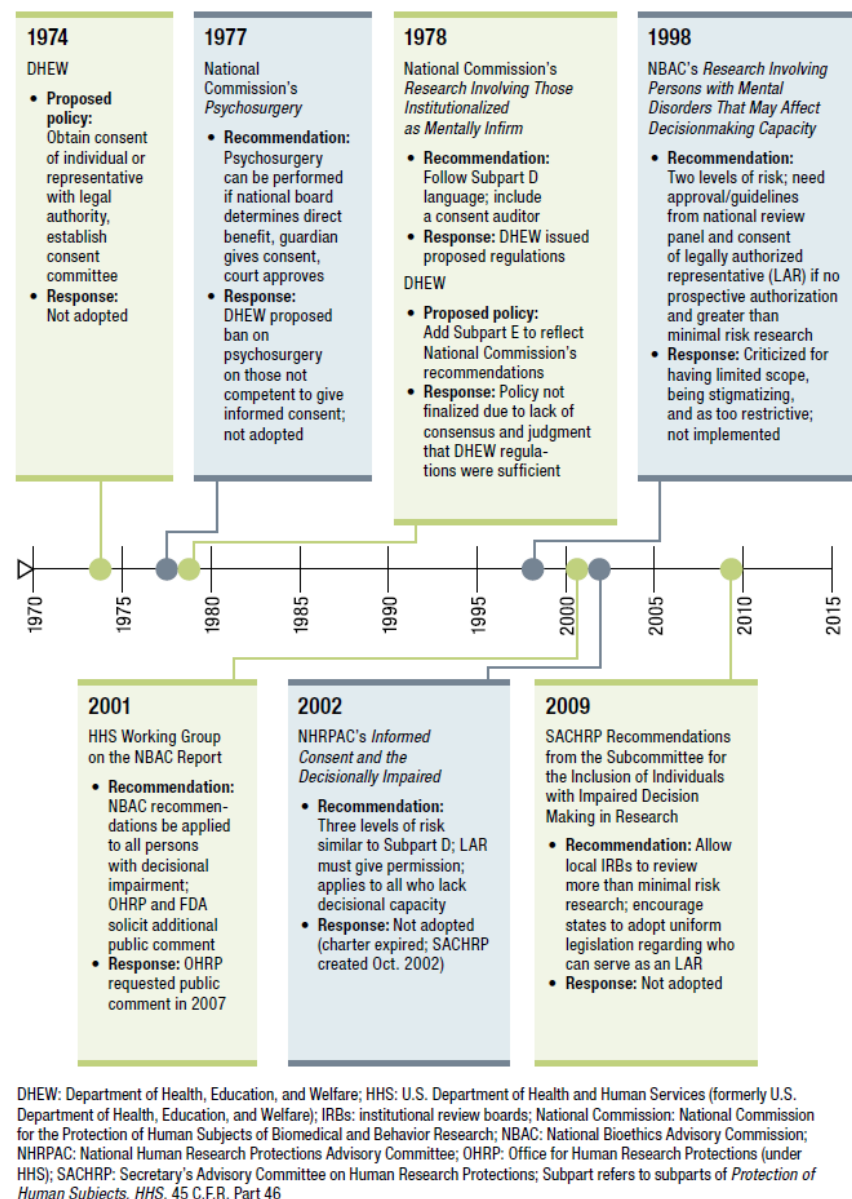 1974
DHEW
• Proposed
policy:
Obtain consent
of individual or
representative
with legal
authority,
establish
consent
committee
• Response:
Not adopted
1977
National
Commission's
Psychosurgery
• Recommendation:
Psychosurgery
can be performed
if national board
determines direct
benefit, guardian
gives consent,
court approves
• Response:
DHEW proposed
ban on
psychosurgery
on those not
competent to give
informed consent;
not adopted
1978
National Commission's
Research Involving Those
Institutionalized
as Mentally Infirm
• Recommendation:
Follow Subpart D
language; include
a consent auditor
• Response: DHEW issued
proposed regulations
DHEW
• Proposed policy:
Add Subpart E to reflect
National Commission's
recommendations
• Response: Policy not
finalized due to lack of
consensus and judgment
that DHEW regula-
tions were sufficient
1998
NBAC's Research Involving
Persons with Mental
Disorders That May Affect
Decisionmaking Capacity
• Recommendation:
Two levels of risk; need
approval/guidelines
from national review
panel and consent
of legally authorized
representative (LAR) if no
prospective authorization
and greater than
minimal risk research
• Response: Criticized for
having limited scope,
being stigmatizing,
and as too restrictive;
not implemented
1970
1975
1980
1985
1990
1995
2000
2005
2010
2015
2001
HHS Working Group
on the NBAC Report
• Recommendation:
NBAC recommen-
dations be applied
to all persons
with decisional
impairment;
OHRP and FDA
solicit additional
public comment
• Response: OHRP
requested public
comment in 2007
2002
NHRPAC's Informed
Consent and the
Decisionally Impaired
• Recommendation:
Three levels of risk
similar to Subpart D; LAR
must give permission;
applies to all who lack
decisional capacity
• Response: Not adopted
(charter expired; SACHRP
created Oct. 2002)
2009
SACHRP Recommendations
from the Subcommittee for
the Inclusion of Individuals
with Impaired Decision
Making in Research
• Recommendation: Allow
local IRBs to review
more than minimal risk
research; encourage
states to adopt uniform
legislation regarding who
can serve as an LAR
• Response: Not adopted
DHEW: Department of Health, Education, and Welfare; HHS: U.S. Department of Health and Human Services (formerly U.S.
Department of Health, Education, and Welfare); IRBs: institutional review boards; National Commission: National Commission
for the Protection of Human Subjects of Biomedical and Behavior Research; NBAC: National Bioethics Advisory Commission;
NHRPAC: National Human Research Protections Advisory Committee; OHRP: Office for Human Research Protections (under
HHS); SACHRP: Secretary's Advisory Committee on Human Research Protections; Subpart refers to subparts of Protection of
Human Subjects, HHS, 45 C.F.R. Part 46